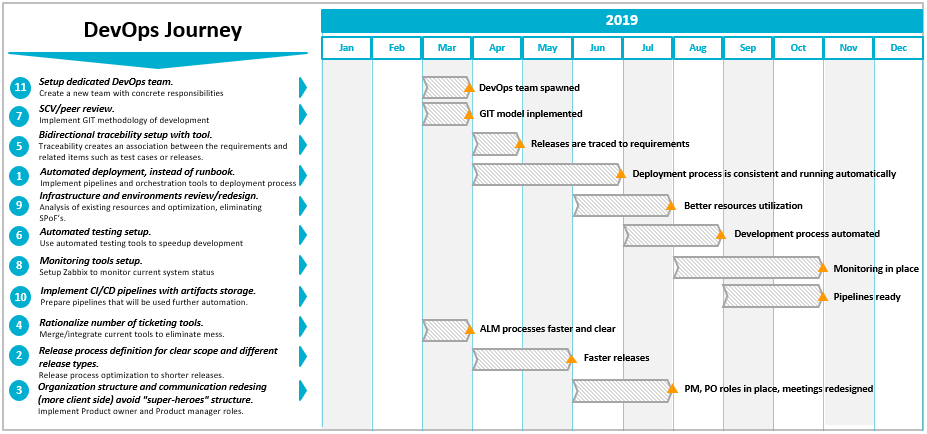 DevOps Journey
2019
Jan Feb Mar Apr May Jun Jul Aug Sep Oct Nov Dec
11 Setup dedicated DevOps team.
Create a new team with concrete responsibilities
DevOps team spawned
7 SCV/peer review.
Implement GIT methodology of development
GIT model inplemented
5 Bidirectional tracebility setup with tool.
Traceability creates an association between the requirements and
related items such as test cases or releases.
Releases are traced to requirements
1 Automated deployment, instead of runbook.
Implement pipelines and orchestration tools to deployment process
Deployment process is consistent and running automatically
9 Infrastructure and environments review/redesign.
Analysis of existing resources and optimization, eliminating
SPoF's.
Better resources utilization
6 Automated testing setup.
Use automated testing tools to speedup development
Development process automated
8 Monitoring tools setup.
Setup Zabbix to monitor current system status
Monitoring in place
10 Implement CI/CD pipelines with artifacts storage.
Prepare pipelines that will be used further automation.
Pipelines ready
4 Rationalize number of ticketing tools.
Merge/integrate current tools to eliminate mess.
ALM processes faster and clear
2 Release process definition for clear scope and different
release types.
Release process optimization to shorter releases.
Faster releases
3 Organization structure and communication redesing
(more client side) avoid "super-heroes" structure.
Implement Product owner and Product manager roles.
PM, PO roles in place, meetings redesigned